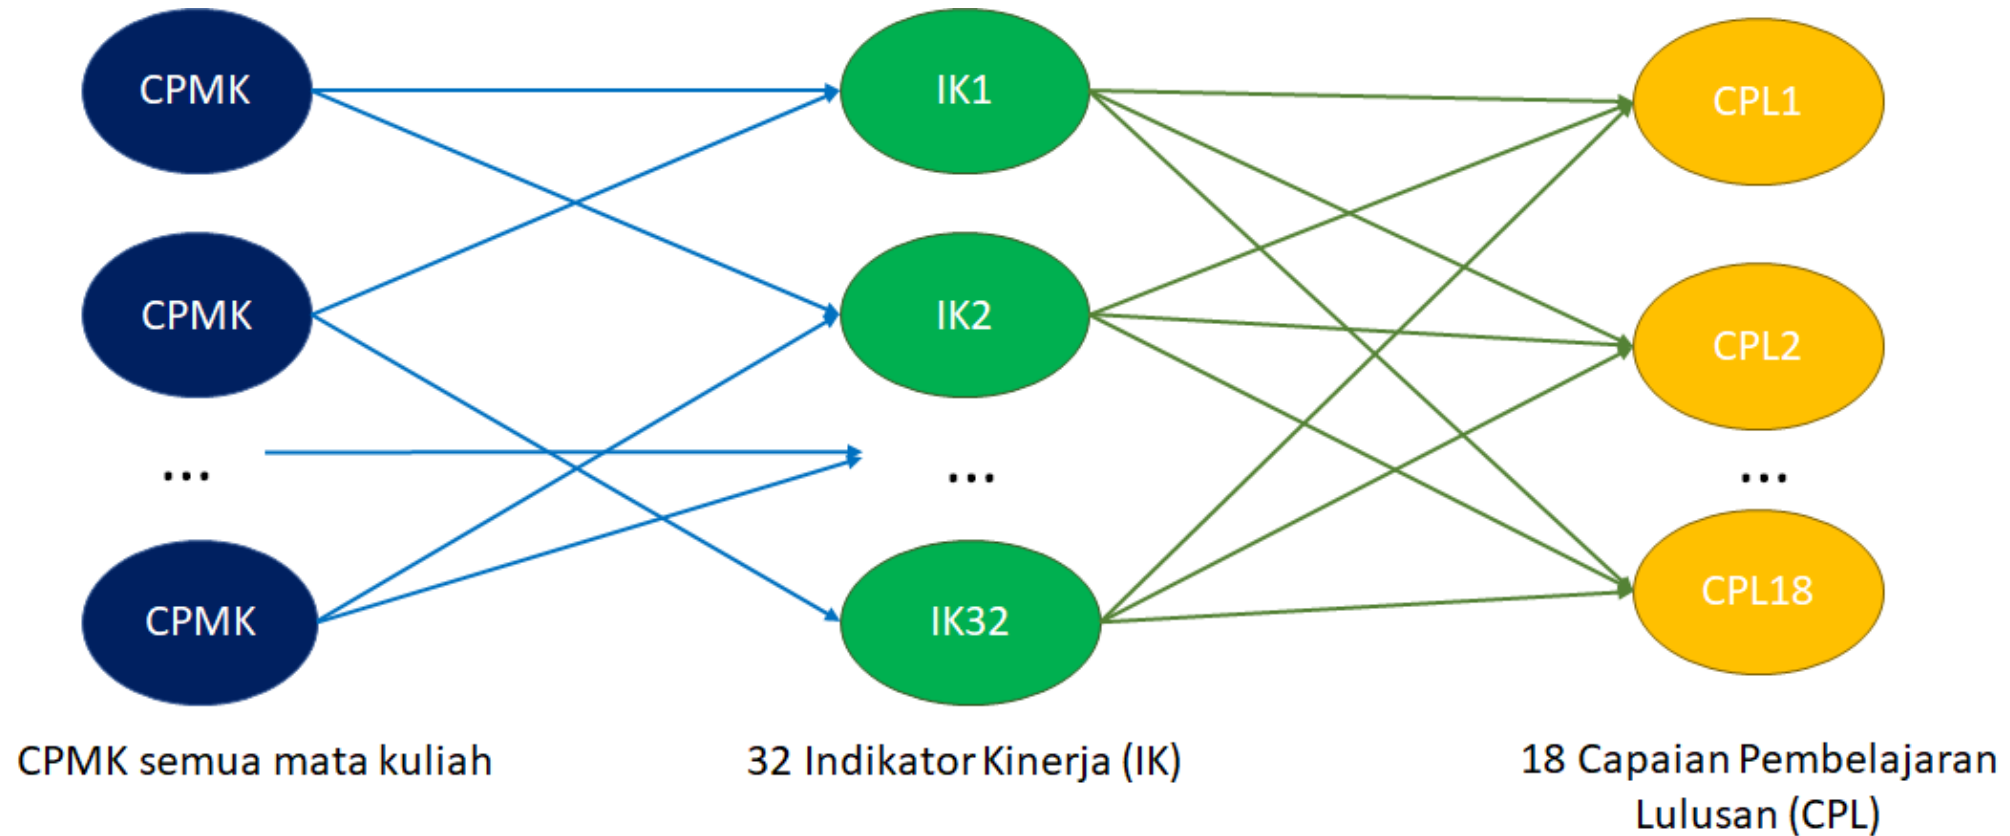 CPMK
IK1
CPL1
CPMK
IK2
CPL2
...
...
...
CPMK
IK32
CPL18
CPMK semua mata kuliah
32 Indikator Kinerja (IK)
18 Capaian Pembelajaran
Lulusan (CPL)